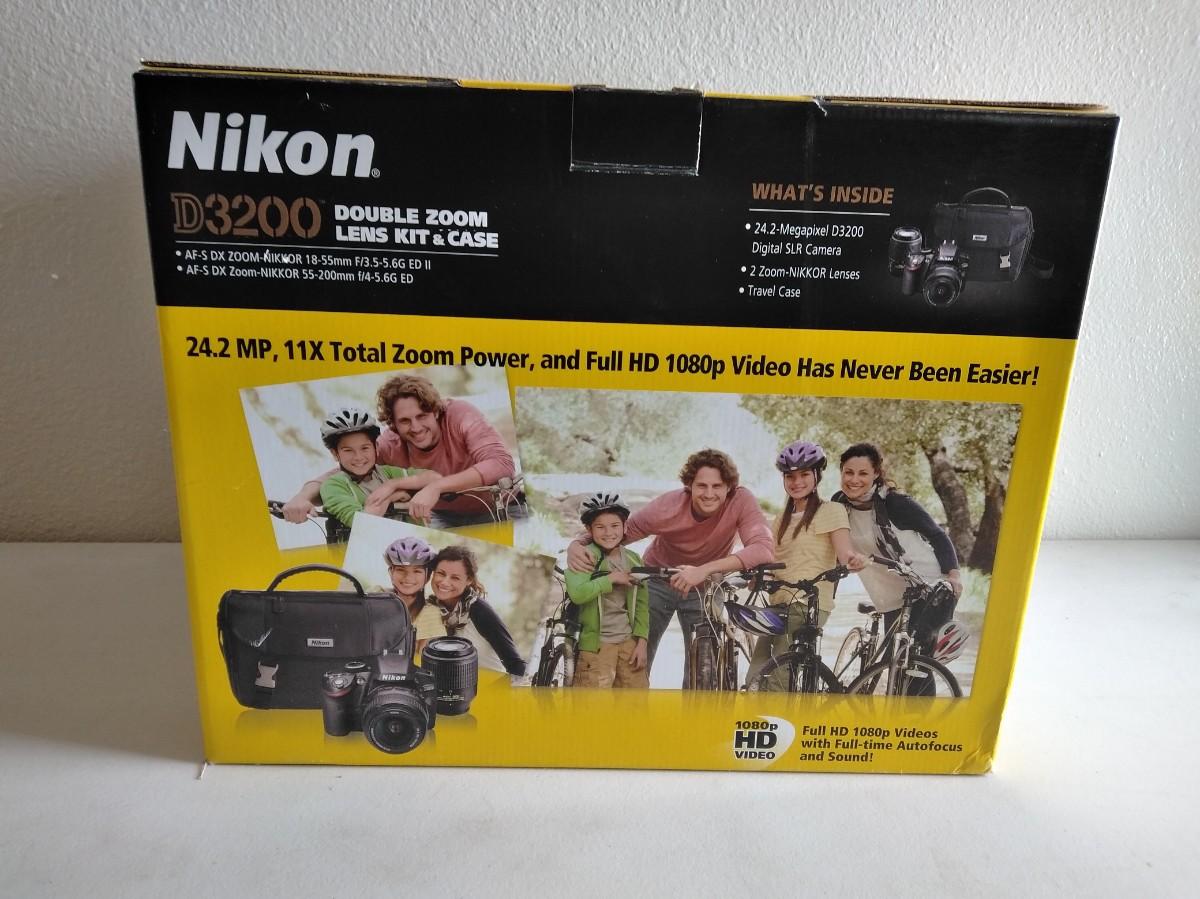 Nikon®
D3200™ DOUBLE ZOOM
LENS KIT & CASE
• AF-S DX ZOOM-NIKKOR 18-55mm F/3.5-5.6G ED II
• AF-S DX Zoom-NIKKOR 55-200mm f/4-5.6G ED
WHAT'S INSIDE
• 24.2-Megapixel D3200
Digital SLR Camera
• 2 Zoom-NIKKOR Lenses
• Travel Case
24.2 MP, 11X Total Zoom Power, and Full HD 1080p Video Has Never Been Easier!
Nikon
Nikon
1080p
HD
VIDEO
Full HD 1080p Videos
with Full-time Autofocus
and Sound!